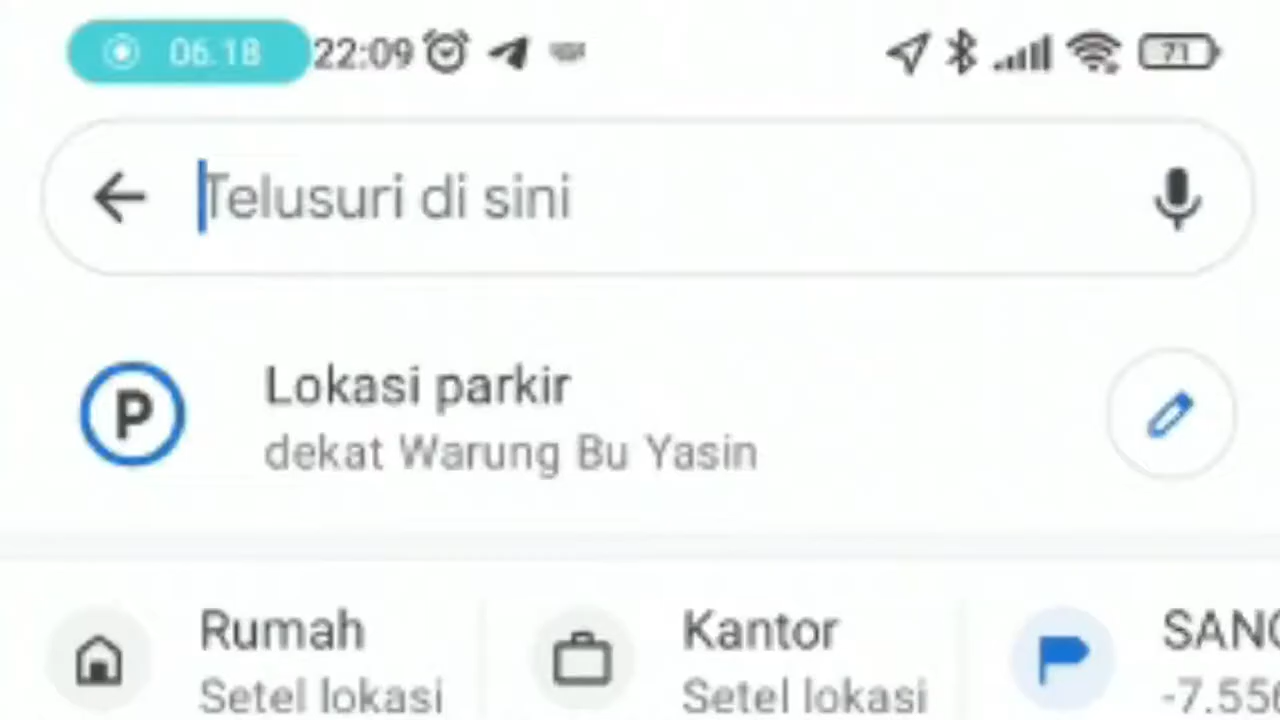 06.18 22:09 71
Telusuri di sini
P Lokasi parkir
dekat Warung Bu Yasin
Rumah Kantor
Setel lokasi Setel lokasi